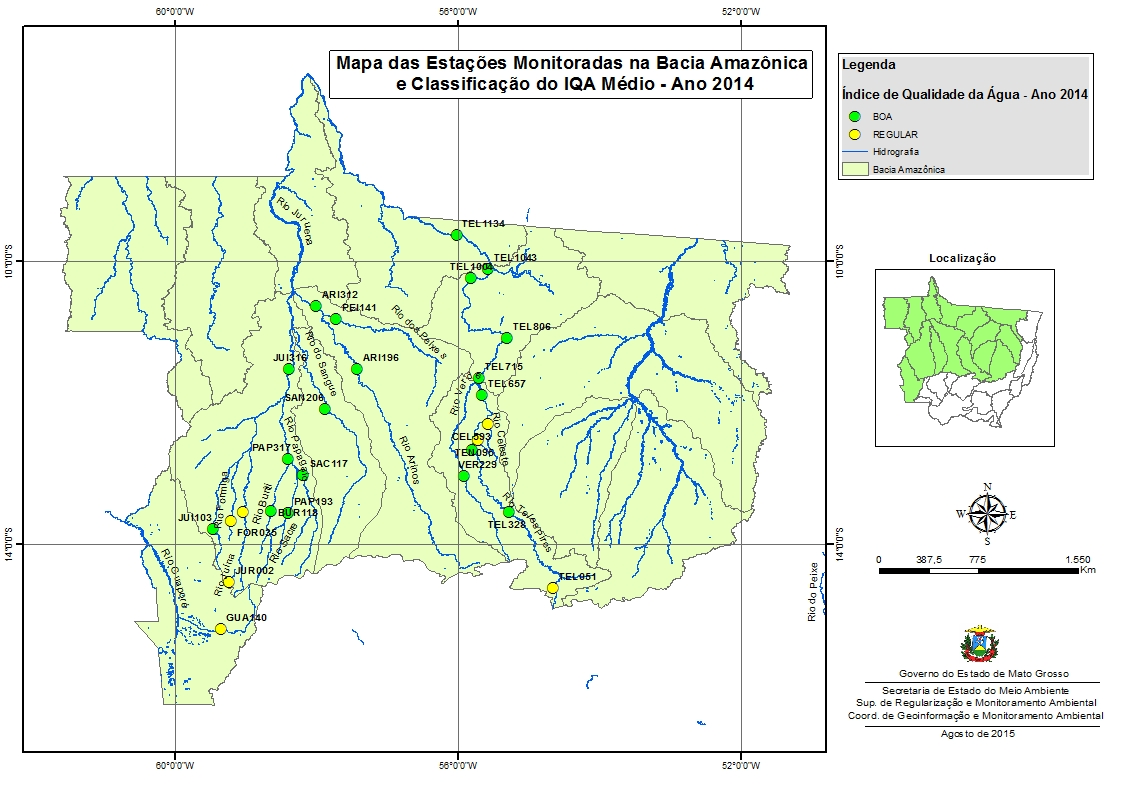 60°0'0"W
56°0'0"W
52°0'0"W
Mapa das Estações Monitoradas na Bacia Amazônica
e Classificação do IQA Médio - Ano 2014
Legenda
Índice de Qualidade da Água - Ano 2014
BOA
REGULAR
Hidrografia
Bacia Amazônica
Rio Juruena
TEL1134
TEL1043
10°0'0"S
10°0'0"S
Localização
ARI312
PEI141
Rio dos Peixes
TEL806
Rio do Sangue
JUI316
ARI196
TEL715
TEL657
Rio Verde
SAN206
Rio Papagaio
Rio Celeste
CEL593
PAP317
SAC117
Rio Arinos
VER229
Rio Formiga
Rio Buriti
PAP193
BUR118
JUI103
FOR025
Rio Sacre
TEL328
Rio Telespires
N
W
E
S
14°0'0"S
14°0'0"S
Rio Guaporé
Rio Juína
JUR002
TEL051
0
387,5
775
1.550
Km
Rio do Peixe
GUA140
Governo do Estado de Mato Grosso
Secretaria de Estado do Meio Ambiente
Sup. de Regularização e Monitoramento Ambiental
Coord. de Geoinformação e Monitoramento Ambiental
Agosto de 2015
60°0'0"W
56°0'0"W
52°0'0"W